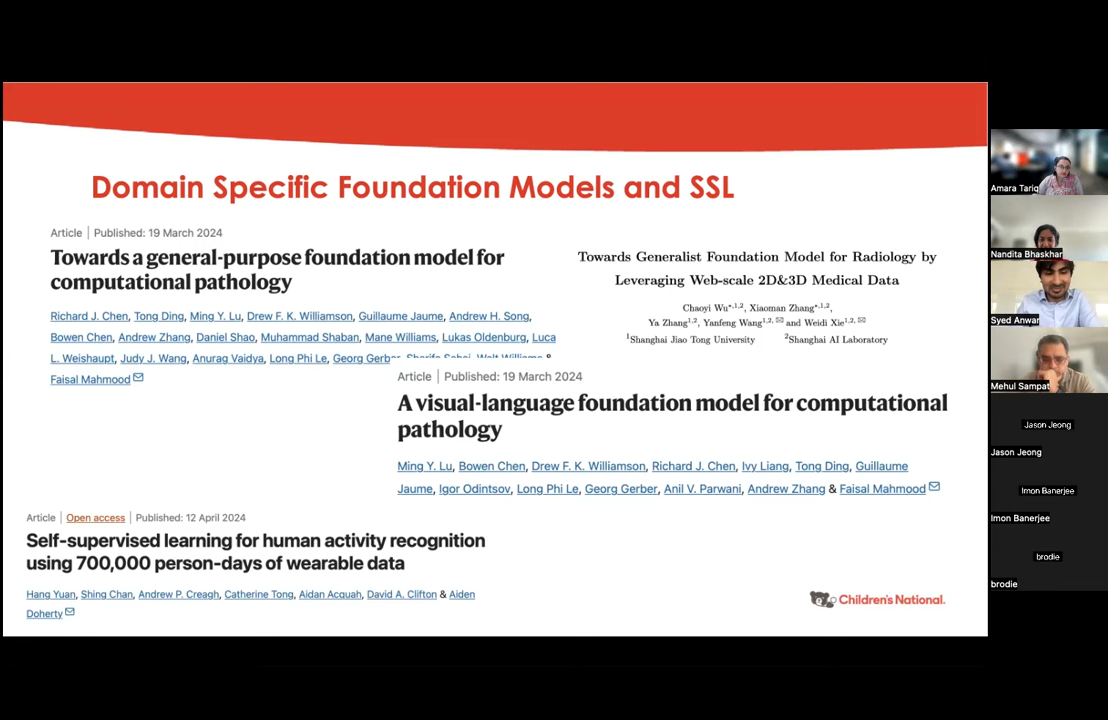 Domain Specific Foundation Models and SSL
Article | Published: 19 March 2024
Towards a general-purpose foundation model for
computational pathology
Richard J. Chen, Tong Ding, Ming Y. Lu, Drew F. K. Williamson, Guillaume Jaume, Andrew H. Song,
Bowen Chen, Andrew Zhang, Daniel Shao, Muhammad Shaban, Mane Williams, Lukas Oldenburg, Luca
L. Weishaupt, Judy J. Wang, Anurag Vaidya, Long Phi Le, Georg Gerber, Sharifa Sahai, Walt Williams &
Faisal Mahmood
Towards Generalist Foundation Model for Radiology by
Leveraging Web-scale 2D&3D Medical Data
Chaoyi Wu*,1,2, Xiaoman Zhang*,1,2,
Ya Zhang1,2, Yanfeng Wang1,2, and Weidi Xie1,2,
1Shanghai Jiao Tong University 2Shanghai AI Laboratory
Article | Published: 19 March 2024
A visual-language foundation model for computational
pathology
Ming Y. Lu, Bowen Chen, Drew F. K. Williamson, Richard J. Chen, Ivy Liang, Tong Ding, Guillaume
Jaume, Igor Odintsov, Long Phi Le, Georg Gerber, Anil V. Parwani, Andrew Zhang & Faisal Mahmood
Article | Open access | Published: 12 April 2024
Self-supervised learning for human activity recognition
using 700,000 person-days of wearable data
Hang Yuan, Shing Chan, Andrew P. Creagh, Catherine Tong, Aidan Acquah, David A. Clifton & Aiden
Doherty
Children's National.
Amara Tariq
Nandita Bhaskhar
Syed Anwar
Mehul Sampat
Jason Jeong
Jason Jeong
Imon Banerjee
Imon Banerjee
brodie
brodie